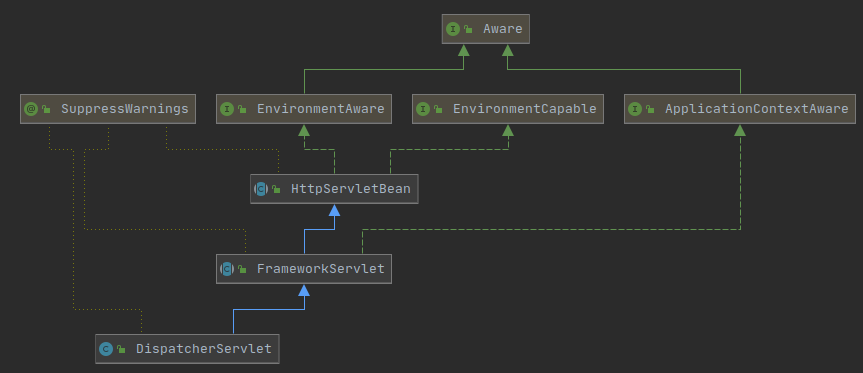 Aware
SuppressWarnings
EnvironmentAware
EnvironmentCapable
ApplicationContextAware
HttpServletBean
FrameworkServlet
DispatcherServlet